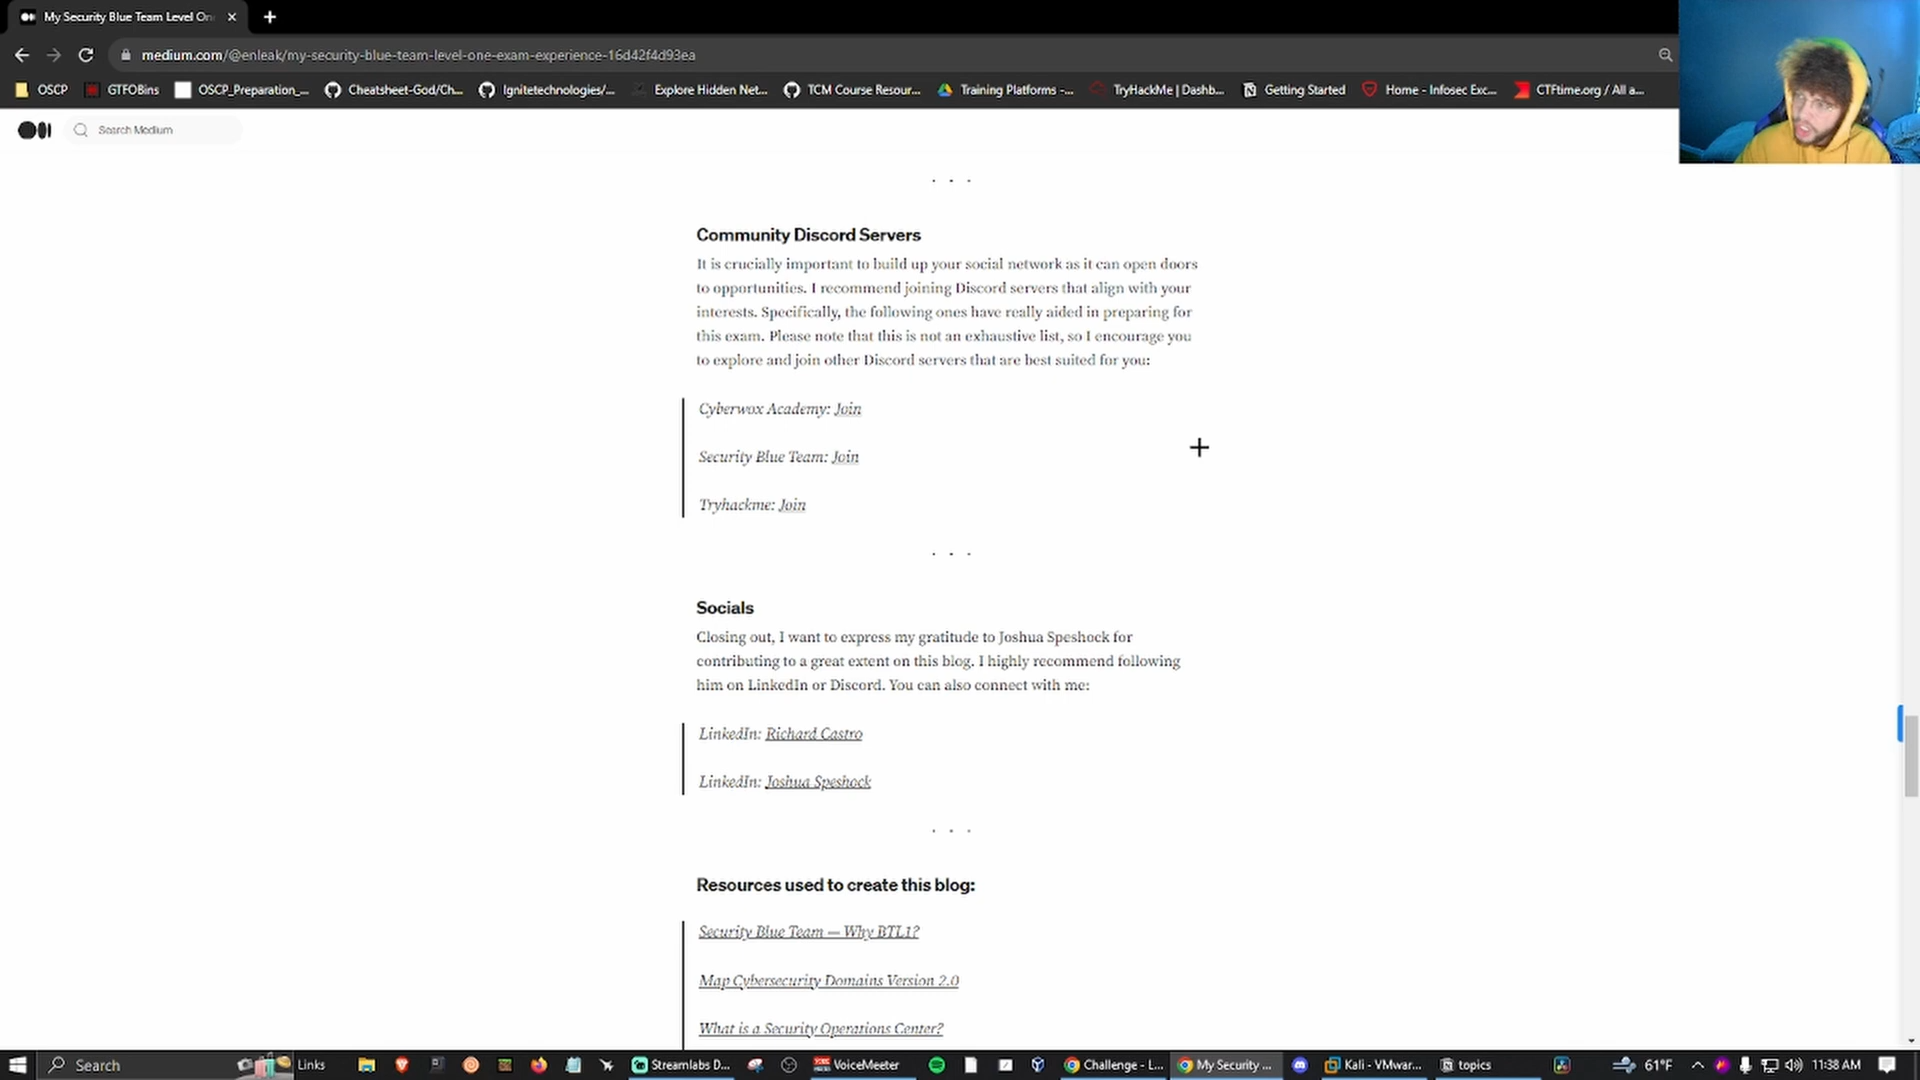 My Security Blue Team Level On
medium.com/@enleak/my-security-blue-team-level-one-exam-experience-16d42f4d93ea
OSCP
GTFOBins
OSCP_Preparation_...
Cheatsheet-God/Ch...
Ignitetechnologies/...
Explore Hidden Net...
TCM Course Resour...
Training Platforms -...
TryHackMe | Dashb...
Getting Started
Home - Infosec Exc...
CTFtime.org / All a...
Search Medium
. . .
Community Discord Servers
It is crucially important to build up your social network as it can open doors
to opportunities. I recommend joining Discord servers that align with your
interests. Specifically, the following ones have really aided in preparing for
this exam. Please note that this is not an exhaustive list, so I encourage you
to explore and join other Discord servers that are best suited for you:
Cyberwox Academy: Join
Security Blue Team: Join
Tryhackme: Join
. . .
Socials
Closing out, I want to express my gratitude to Joshua Speshock for
contributing to a great extent on this blog. I highly recommend following
him on LinkedIn or Discord. You can also connect with me:
LinkedIn: Richard Castro
LinkedIn: Joshua Speshock
. . .
Resources used to create this blog:
Security Blue Team — Why BTL1?
Map Cybersecurity Domains Version 2.0
What is a Security Operations Center?
Search
Links
Streamlabs D...
VoiceMeeter
Challenge - L...
My Security ...
Kali - VMwar...
topics
61°F
11:38 AM